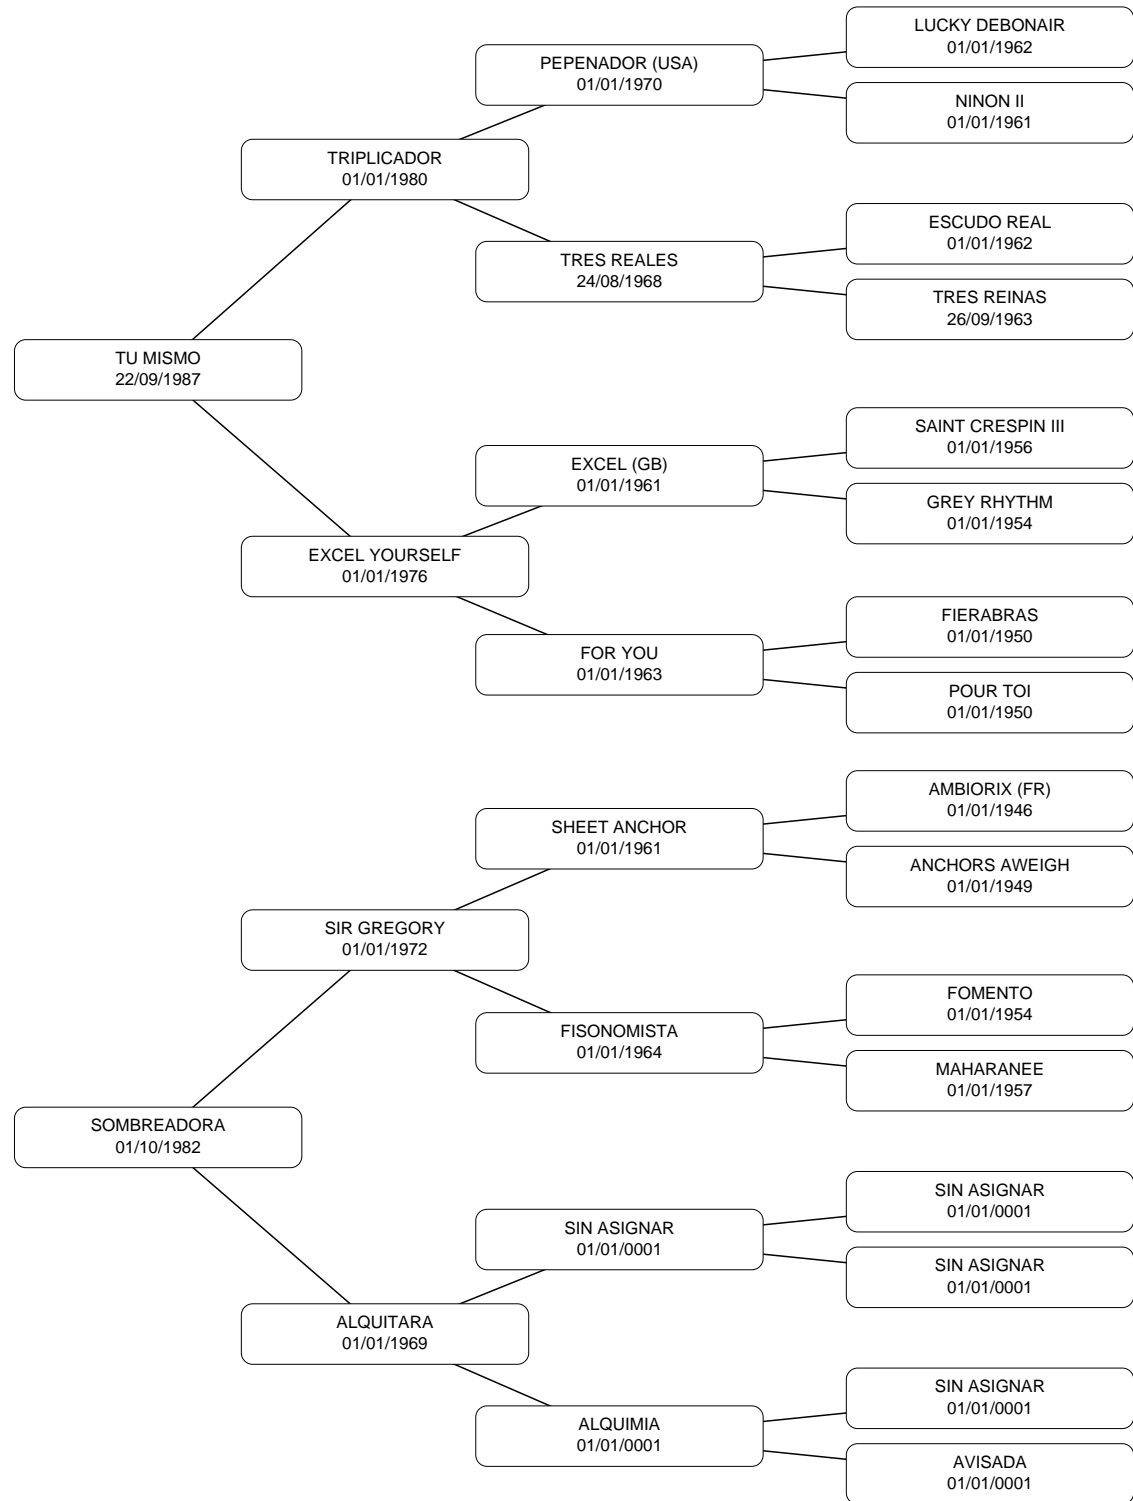 LUCKY DEBONAIR
01/01/1962
PEPENADOR (USA)
01/01/1970
NINON II
01/01/1961
TRIPLICADOR
01/01/1980
ESCUDO REAL
01/01/1962
TRES REALES
24/08/1968
TRES REINAS
26/09/1963
TU MISMO
22/09/1987
SAINT CRESPIN III
01/01/1956
EXCEL (GB)
01/01/1961
GREY RHYTHM
01/01/1954
EXCEL YOURSELF
01/01/1976
FIERABRAS
01/01/1950
FOR YOU
01/01/1963
POUR TOI
01/01/1950
AMBIORIX (FR)
01/01/1946
SHEET ANCHOR
01/01/1961
ANCHORS AWEIGH
01/01/1949
SIR GREGORY
01/01/1972
FOMENTO
01/01/1954
FISONOMISTA
01/01/1964
MAHARANEE
01/01/1957
SOMBREADORA
01/10/1982
SIN ASIGNAR
01/01/0001
SIN ASIGNAR
01/01/0001
SIN ASIGNAR
01/01/0001
ALQUITARA
01/01/1969
SIN ASIGNAR
01/01/0001
ALQUIMIA
01/01/0001
AVISADA
01/01/0001